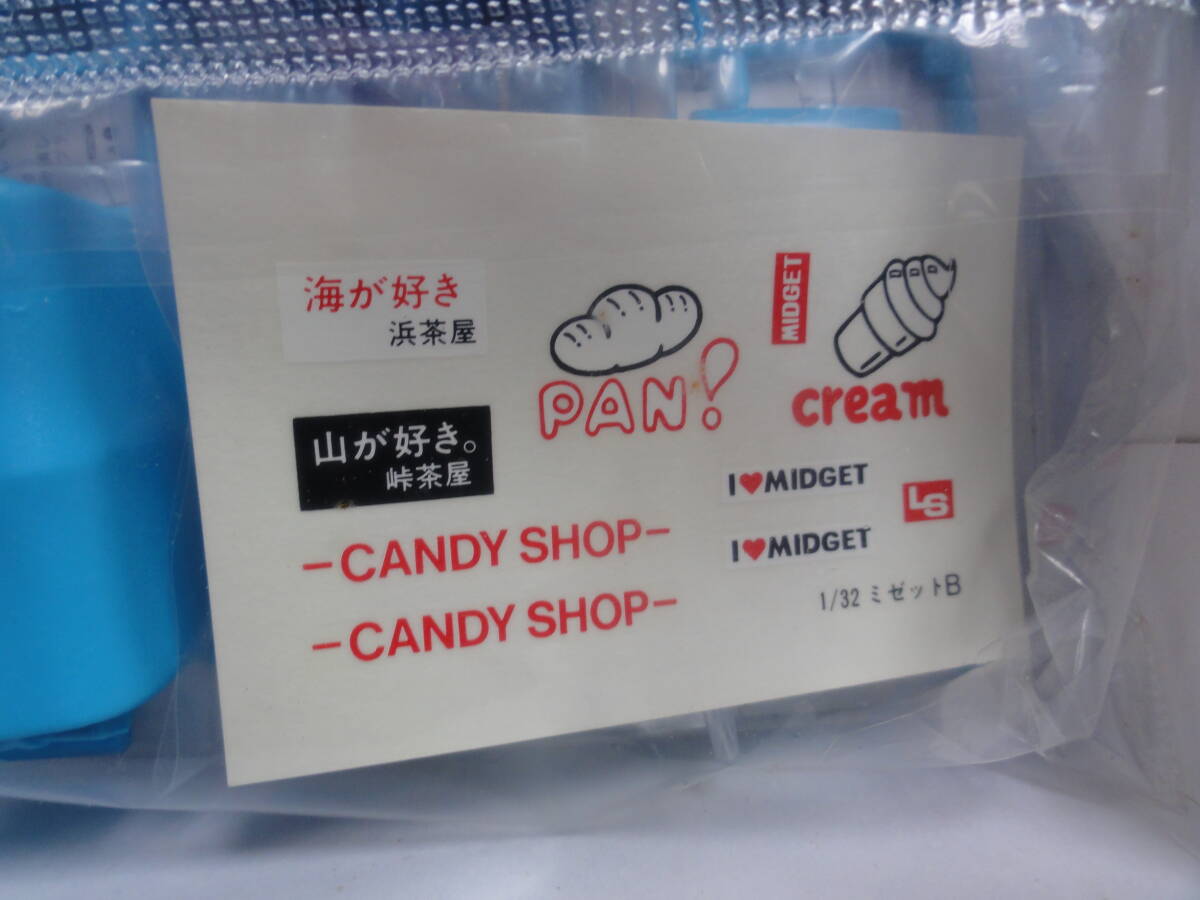 海が好き
浜茶屋
山が好き。
峠茶屋
-CANDY SHOP-
-CANDY SHOP-
PAN!
MIDGET
cream
I♥MIDGET
I♥MIDGET
LS
1/32 ミゼットB